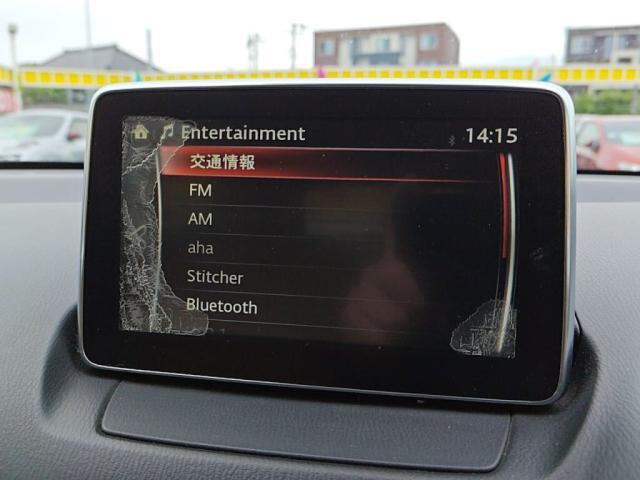 Entertainment
14:15
交通情報
FM
AM
aha
Stitcher
Bluetooth